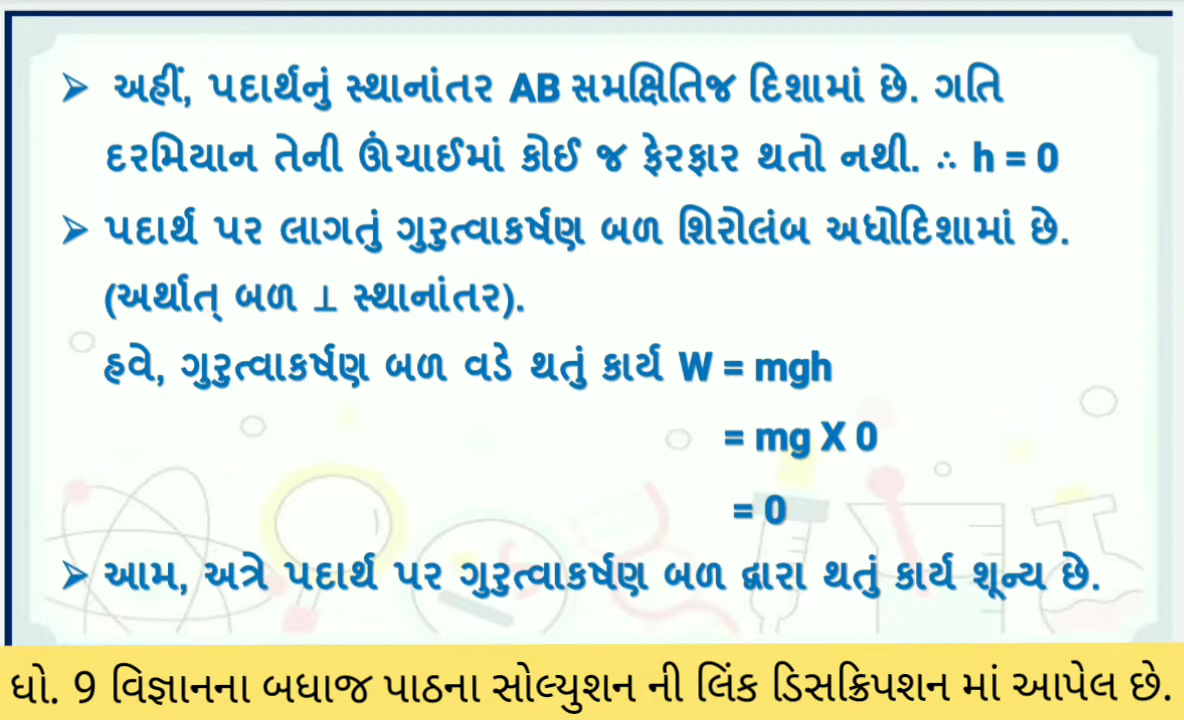 ➢ અહીં, પદાર્થનું સ્થાનાંતર AB સમક્ષિતિજ દિશામાં છે. ગતિ
દરમિયાન તેની ઊંચાઈમાં કોઈ જ ફેરફાર થતો નથી. ∴ h = 0
➢ પદાર્થ પર લાગતું ગુરુત્વાકર્ષણ બળ શિરોલંબ અધોદિશામાં છે.
(અર્થાત્ બળ ⊥ સ્થાનાંતર).
હવે, ગુરુત્વાકર્ષણ બળ વડે થતું કાર્ય W = mgh
= mg X 0
= 0
➢ આમ, અત્રે પદાર્થ પર ગુરુત્વાકર્ષણ બળ દ્વારા થતું કાર્ય શૂન્ય છે.
ધો. 9 વિજ્ઞાનના બધાજ પાઠના સોલ્યુશન ની લિંક ડિસક્રિપશન માં આપેલ છે.